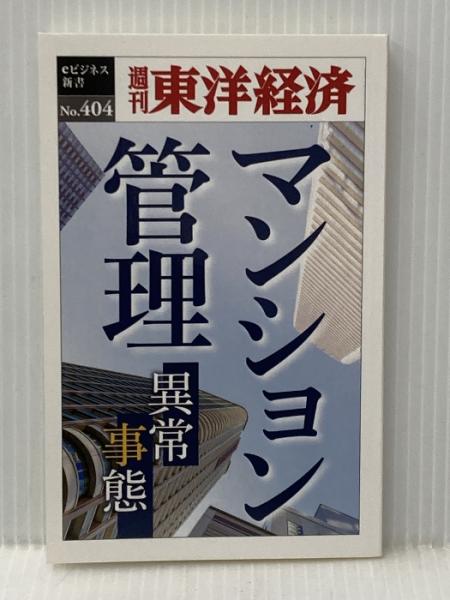 eビジネス
新書
No.404
週刊
東洋経済
マンション
管理
異常
事態